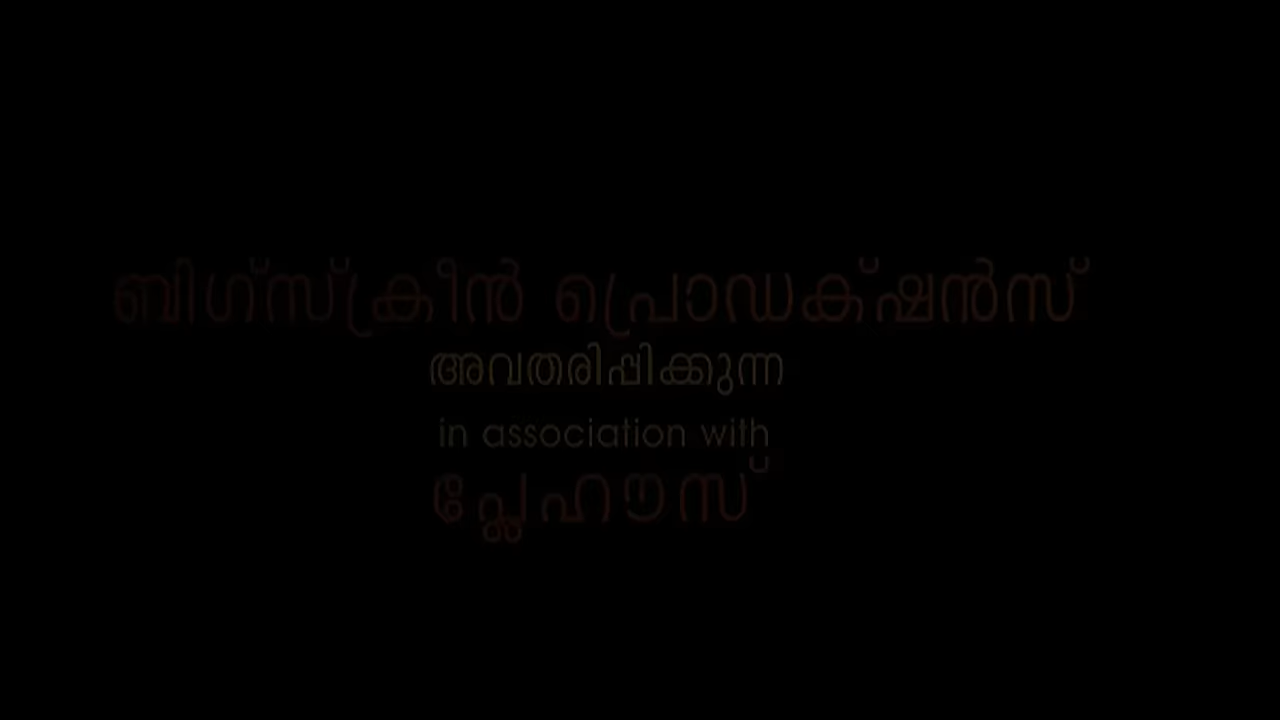 ബിഗ്സ്ക്രീൻ പ്രൊഡക്ഷൻസ്
അവതരിപ്പിക്കുന്ന
in association with
പ്ലേഹൗസ്